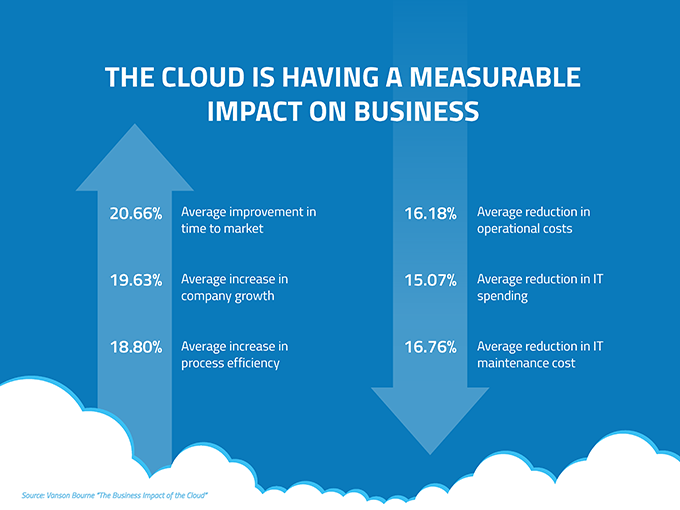 THE CLOUD IS HAVING A MEASURABLE
IMPACT ON BUSINESS
20.66% Average improvement in
time to market
19.63% Average increase in
company growth
18.80% Average increase in
process efficiency
16.18% Average reduction in
operational costs
15.07% Average reduction in IT
spending
16.76% Average reduction in IT
maintenance cost
Source: Vanson Bourne "The Business Impact of the Cloud"